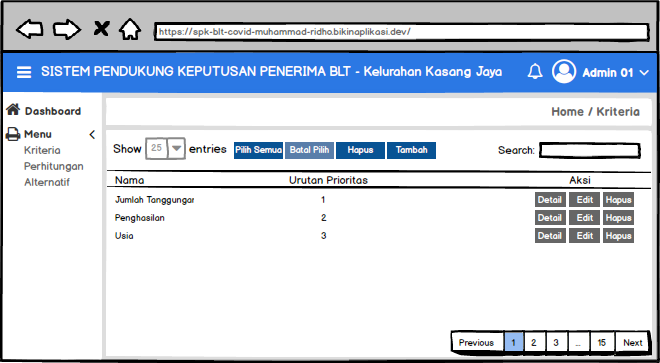 https://spk-blt-covid-muhammad-ridho.bikinaplikasi.dev/
SISTEM PENDUKUNG KEPUTUSAN PENERIMA BLT - Kelurahan Kasang Jaya Admin 01
Dashboard
Home / Kriteria
Menu
Kriteria
Perhitungan
Alternatif
Show 25 entries Pilih Semua Batal Pilih Hapus Tambah Search:
Nama Urutan Prioritas Aksi
Jumlah Tanggungan 1 Detail Edit Hapus
Penghasilan 2 Detail Edit Hapus
Usia 3 Detail Edit Hapus
Previous 1 2 3 ... 15 Next